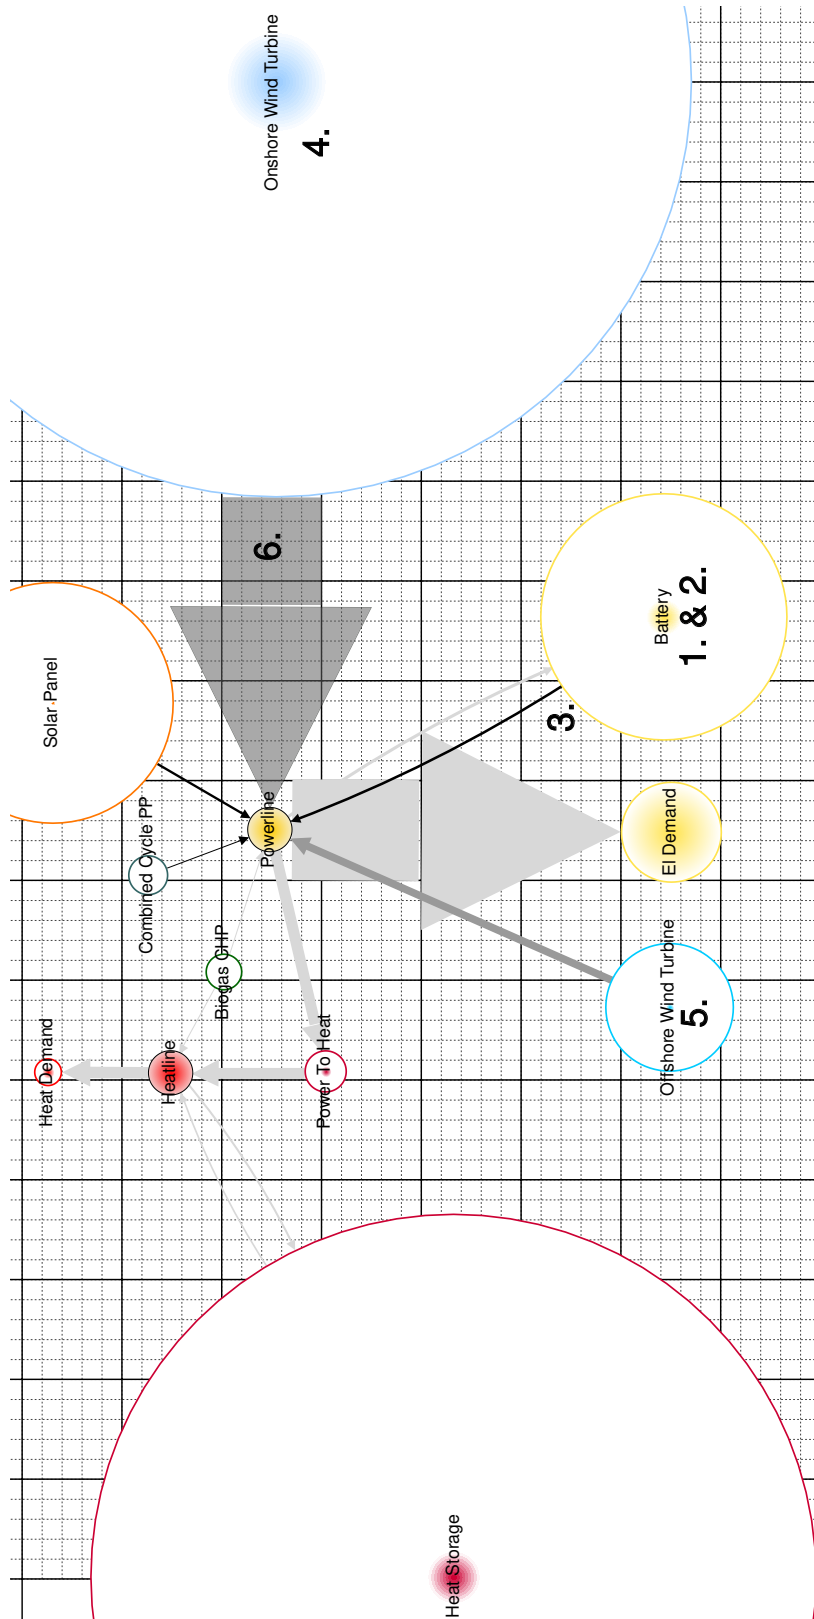 Heat Demand
Heatline
Biogas CHP
Combined Cycle PP
Solar Panel
Powerline
Power To Heat
6.
Onshore Wind Turbine
4.
3.
Heat Storage
Offshore Wind Turbine
5.
El Demand
Battery
1. & 2.